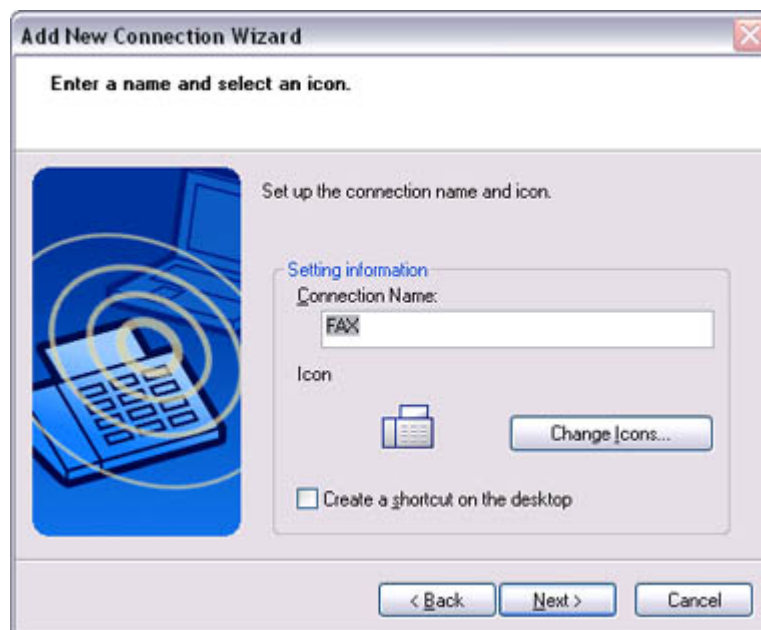 Add New Connection Wizard
Enter a name and select an icon.
Set up the connection name and icon.
Setting information
Connection Name:
FAX
Icon
Change Icons...
Create a shortcut on the desktop
< Back Next > Cancel